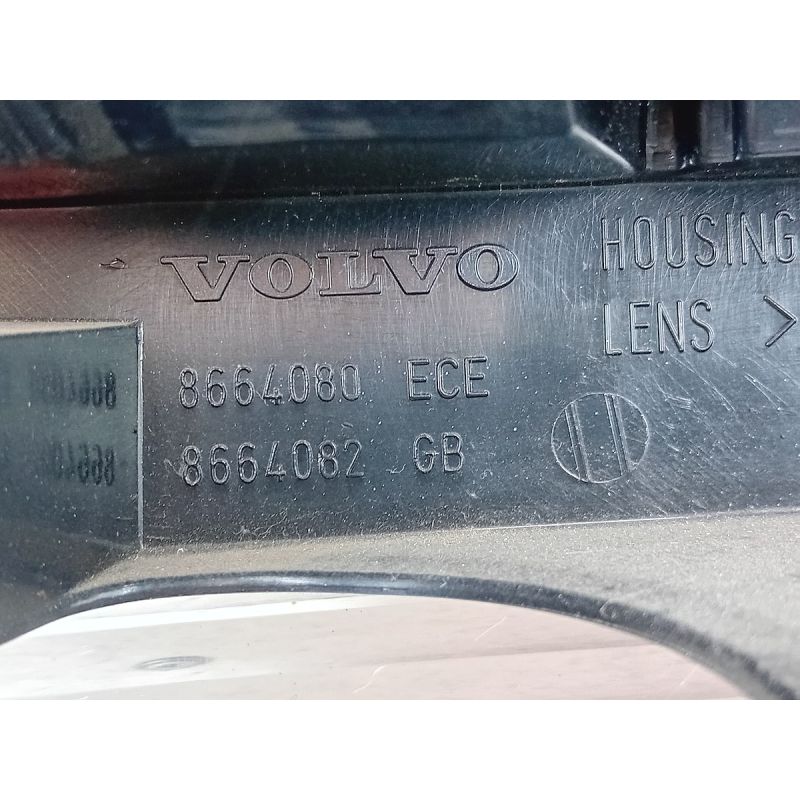 VOLVO
HOUSING
LENS >
8664080 ECE
8664082 GB